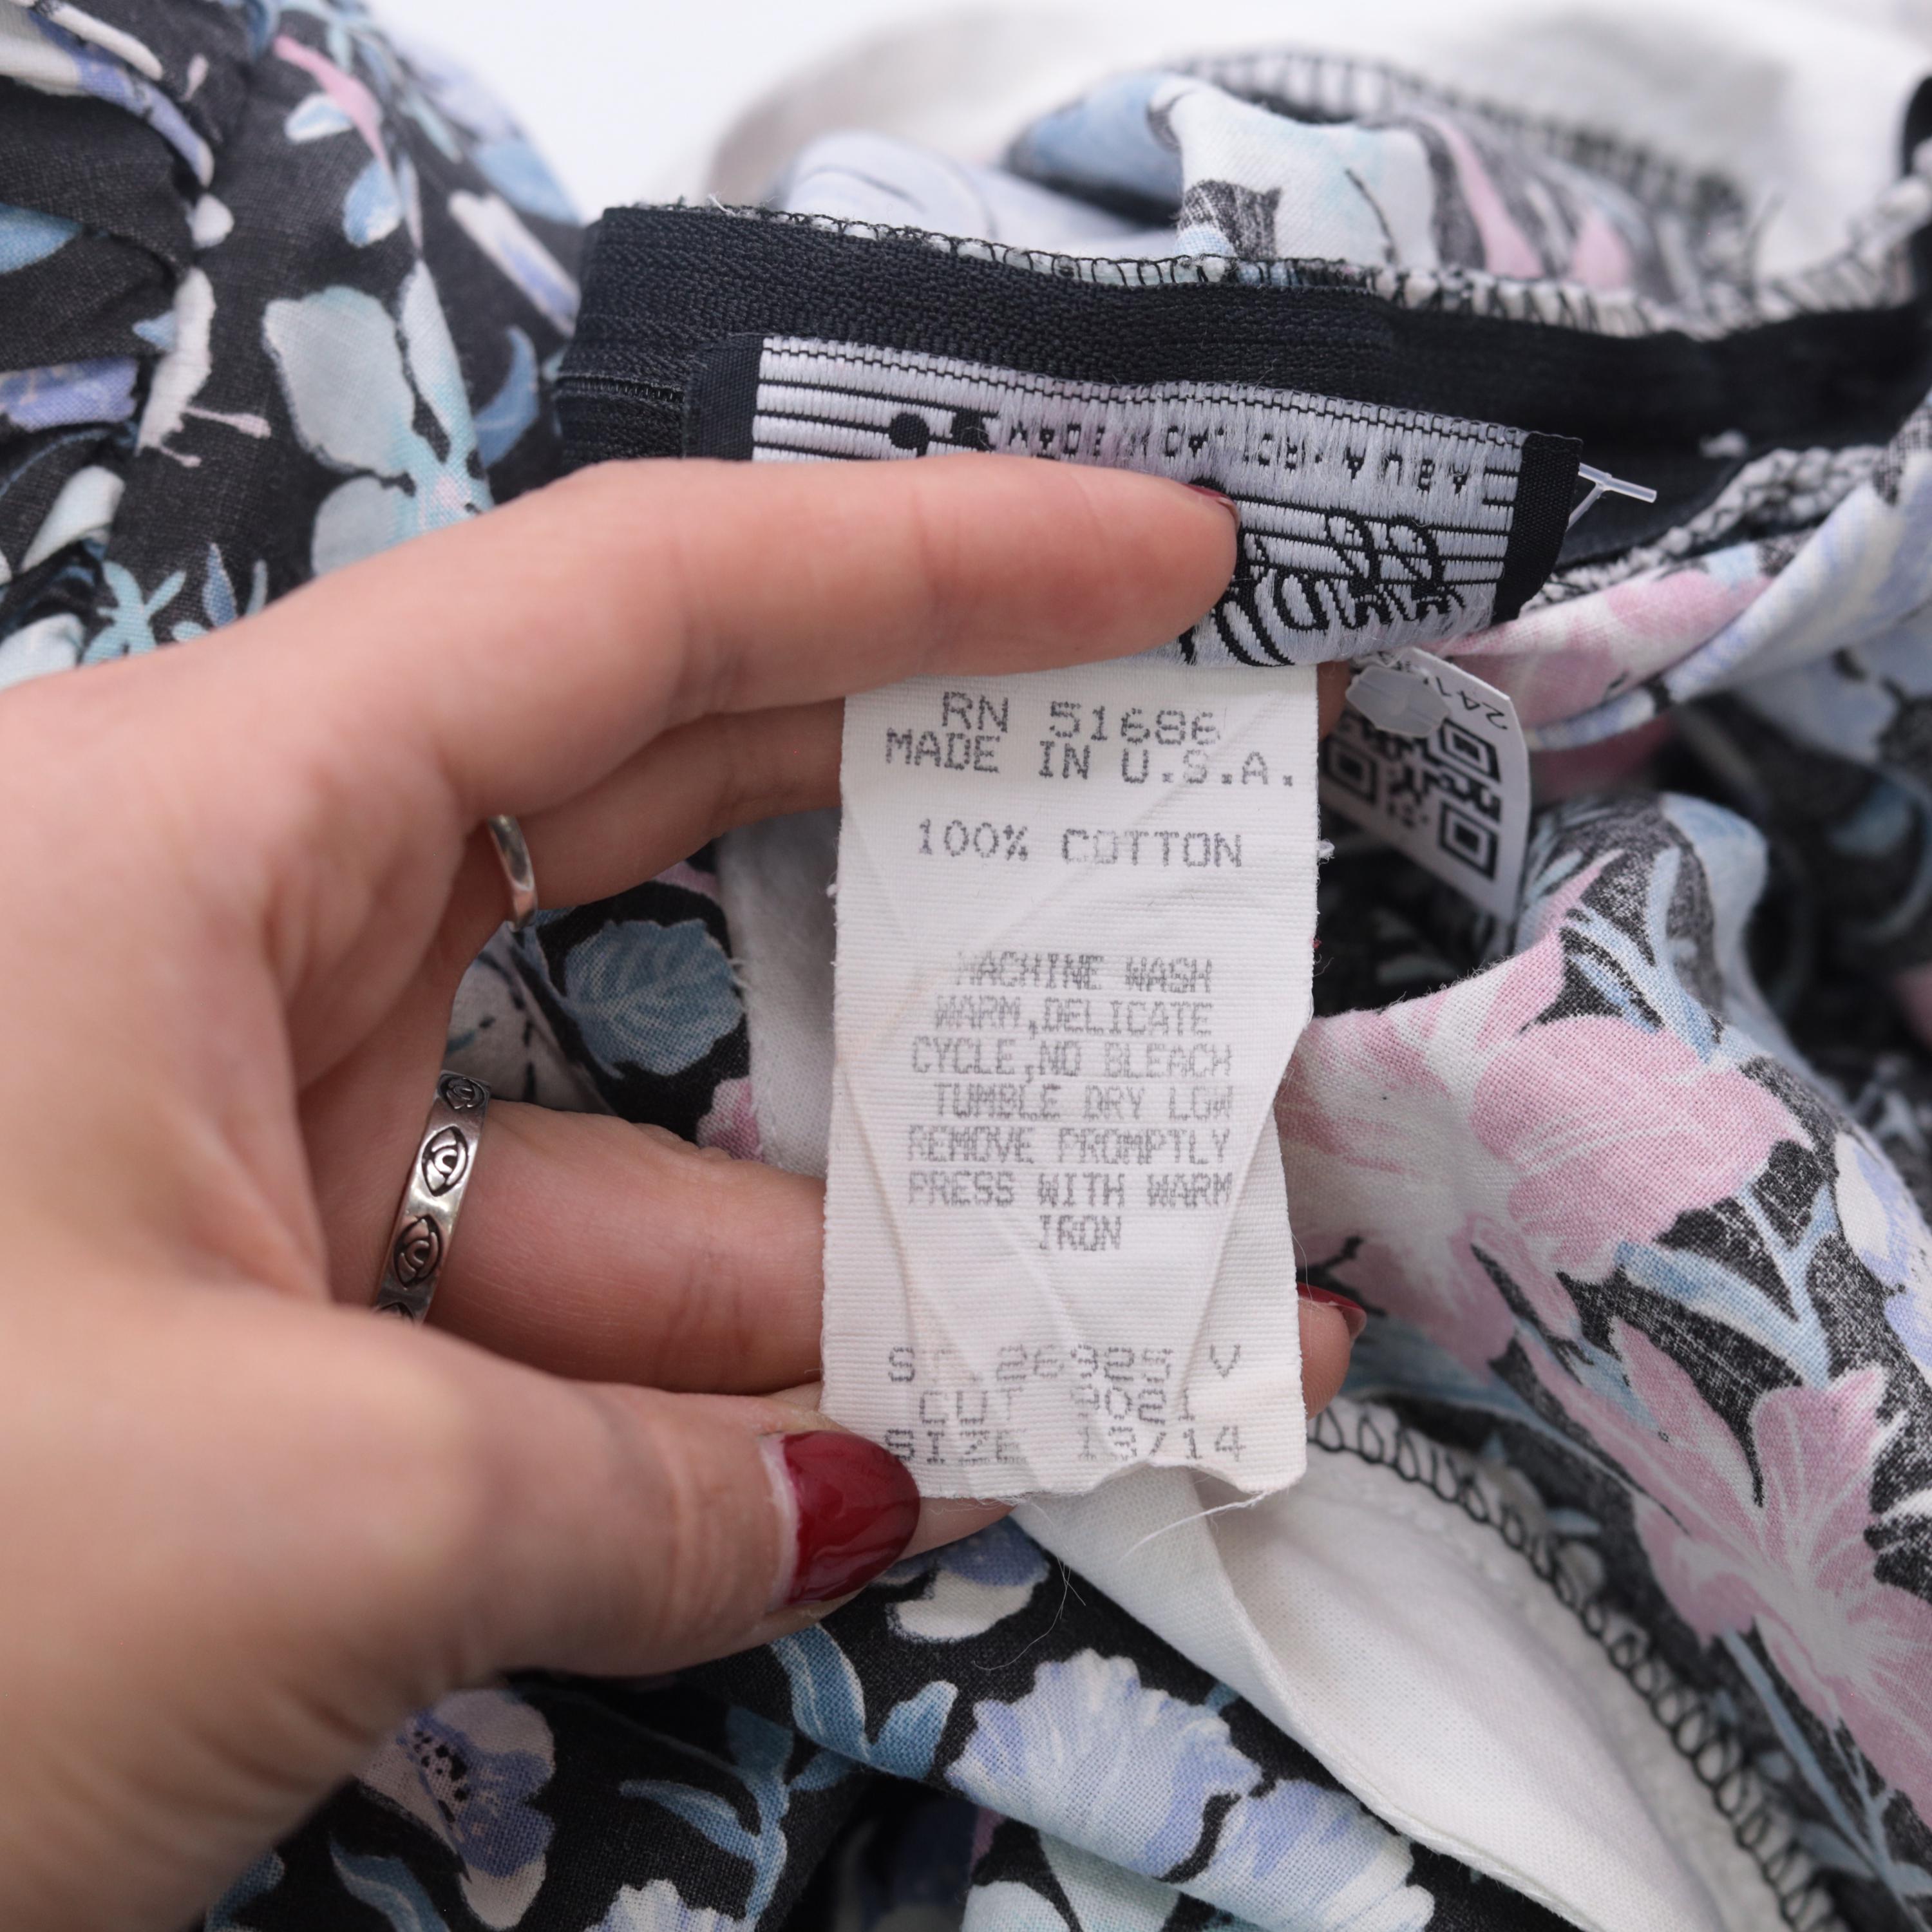 RN 51686
MADE IN U.S.A.
100% COTTON
MACHINE WASH
WARM,DELICATE
CYCLE,NO BLEACH
TUMBLE DRY LOW
REMOVE PROMPTLY
PRESS WITH WARM
IRON
26925 V
CUT 9021
SIZE 13/14